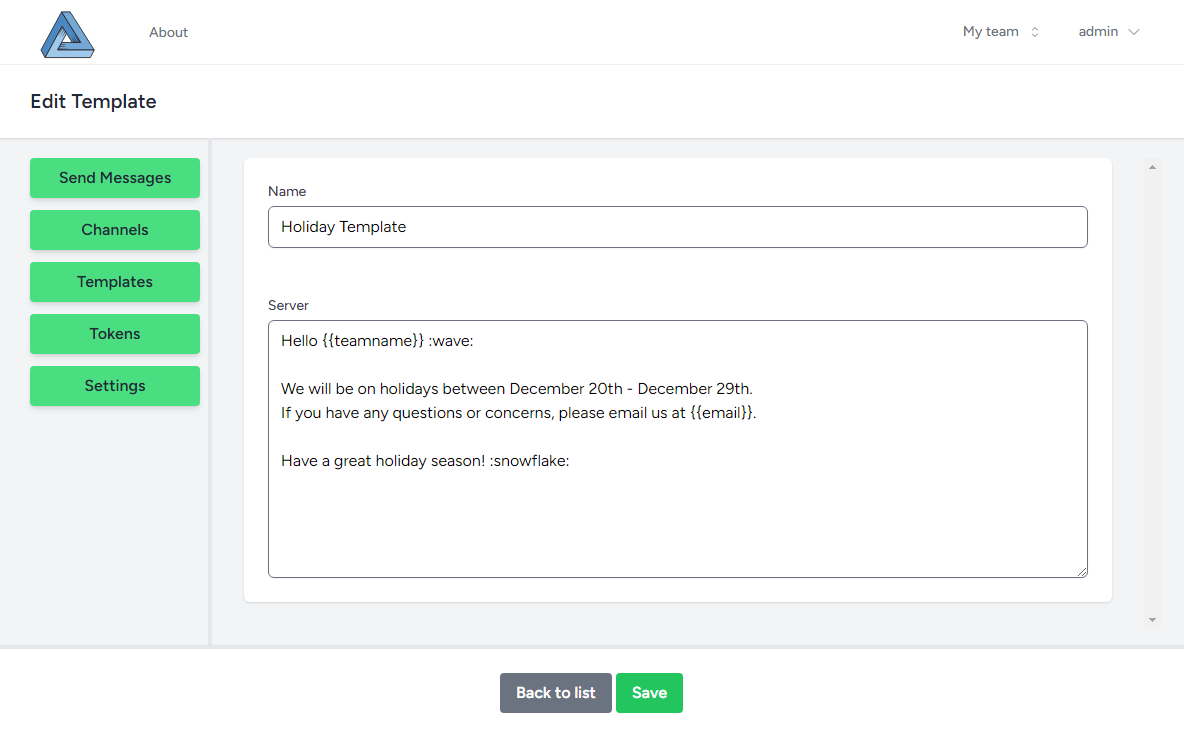 About
My team
admin
Edit Template
Send Messages
Channels
Templates
Tokens
Settings
Name
Holiday Template
Server
Hello {{teamname}} :wave:
We will be on holidays between December 20th - December 29th.
If you have any questions or concerns, please email us at {{email}}.
Have a great holiday season! :snowflake:
Back to list
Save